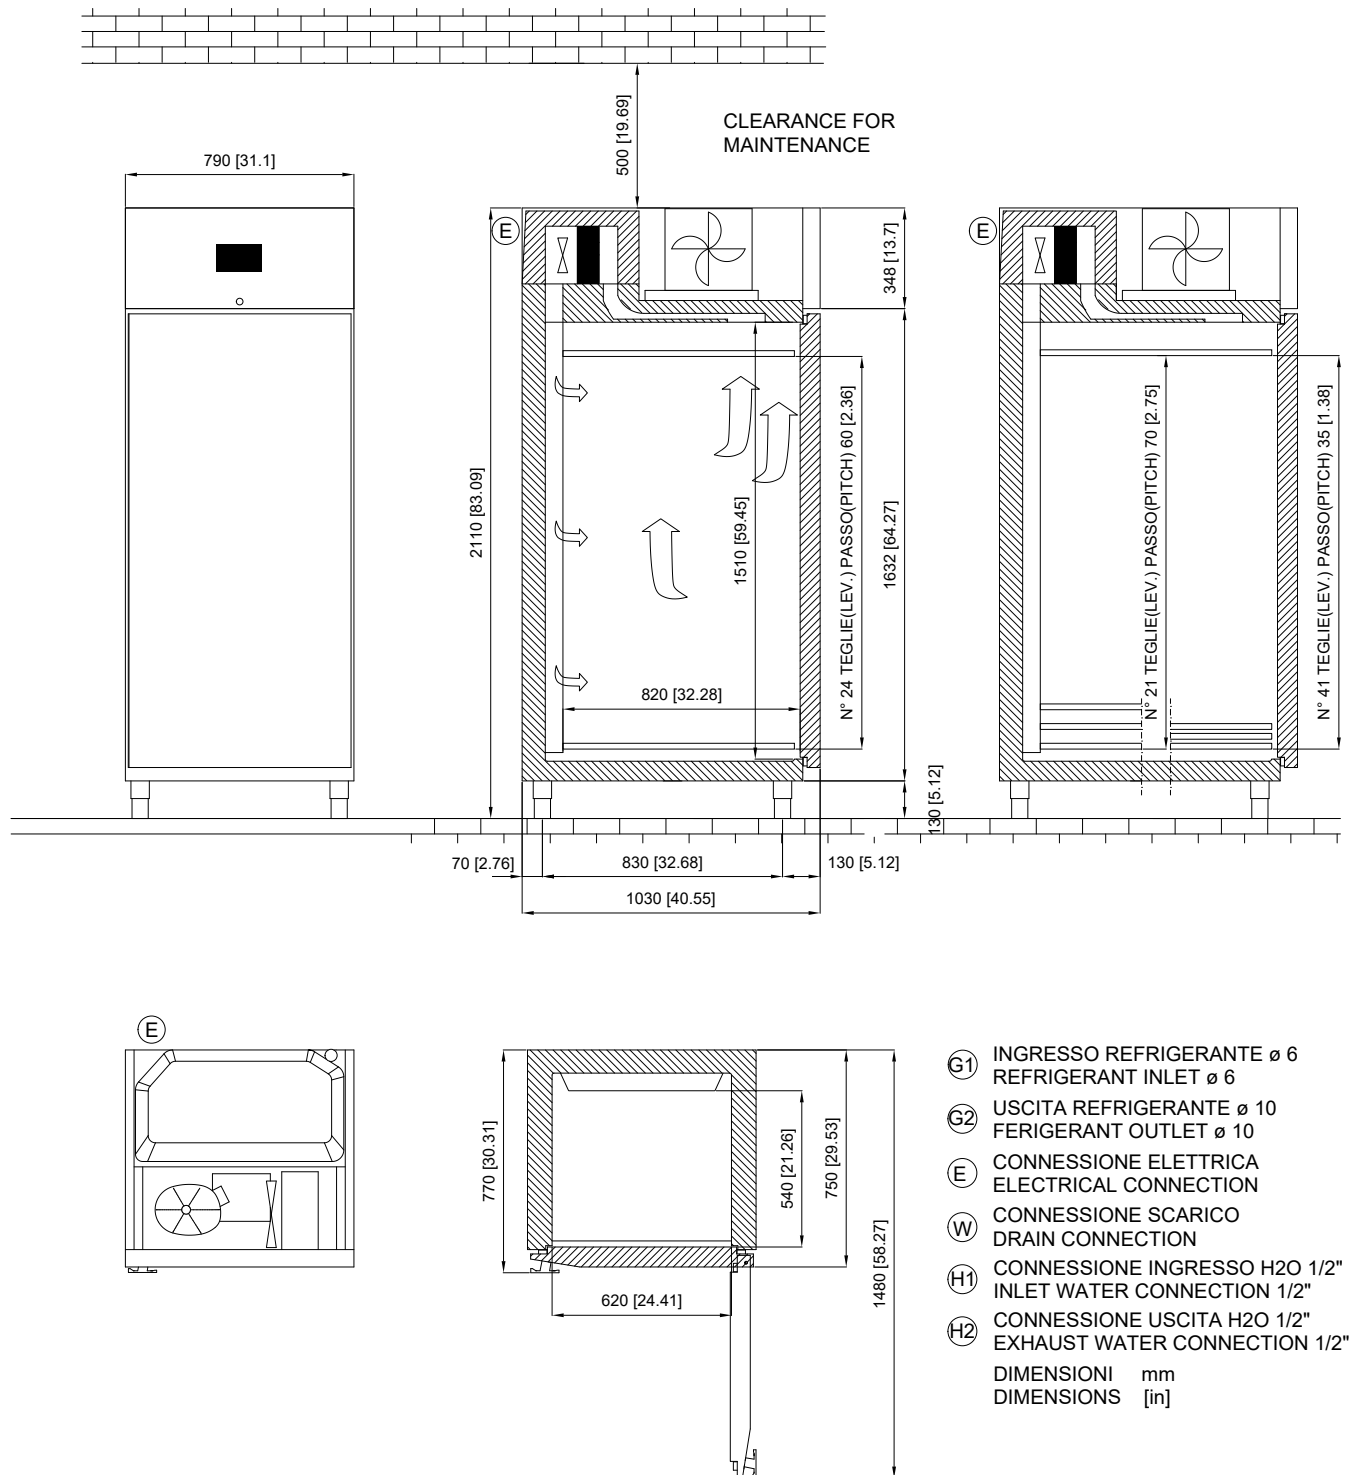 500 [19.69]
CLEARANCE FOR
MAINTENANCE
790 [31.1]
E
E
348 [13.7]
2110 [83.09]
1510 [59.45]
N° 24 TEGLIE(LEV.) PASSO(PITCH) 60 [2.36]
1632 [64.27]
N° 21 TEGLIE(LEV.) PASSO(PITCH) 70 [2.75]
N° 41 TEGLIE(LEV.) PASSO(PITCH) 35 [1.38]
820 [32.28]
130 [5.12]
70 [2.76]
830 [32.68]
130 [5.12]
1030 [40.55]
E
770 [30.31]
540 [21.26]
750 [29.53]
1480 [58.27]
620 [24.41]
G1 INGRESSO REFRIGERANTE ø 6
REFRIGERANT INLET ø 6
G2 USCITA REFRIGERANTE ø 10
FERIGERANT OUTLET ø 10
E CONNESSIONE ELETTRICA
ELECTRICAL CONNECTION
W CONNESSIONE SCARICO
DRAIN CONNECTION
H1 CONNESSIONE INGRESSO H2O 1/2"
INLET WATER CONNECTION 1/2"
H2 CONNESSIONE USCITA H2O 1/2"
EXHAUST WATER CONNECTION 1/2"
DIMENSIONI mm
DIMENSIONS [in]